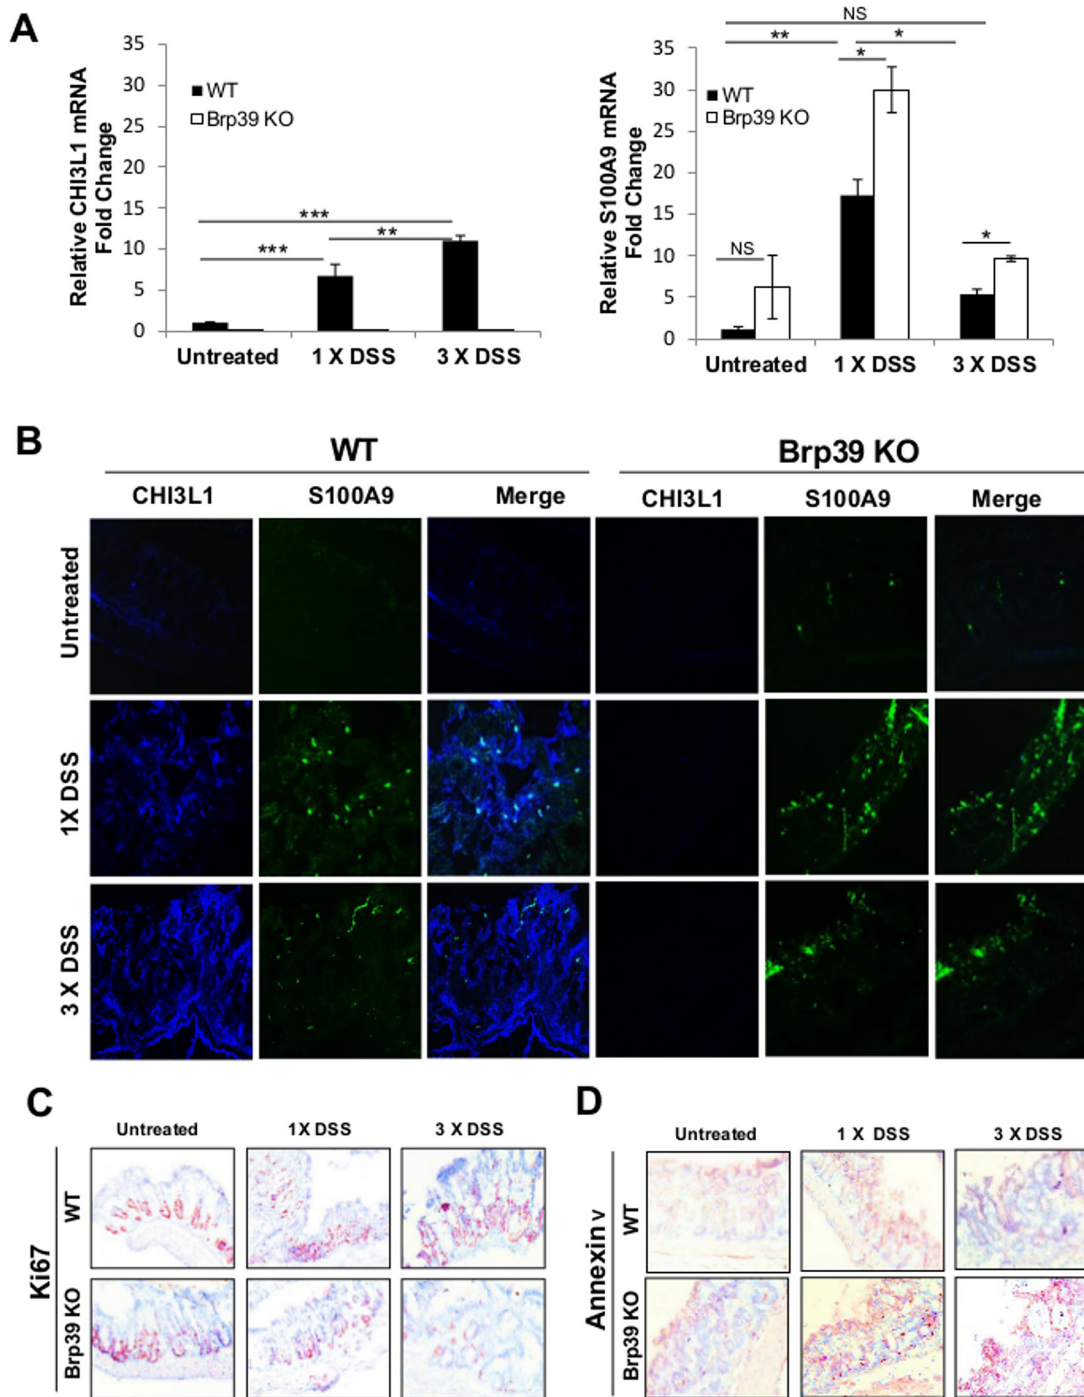 A
35
30
25
20
15
10
5
0
Relative CHI3L1 mRNA
Fold Change
WT
Brp39 KO
***
***
**
Untreated 1 X DSS 3 X DSS
NS
** *
*
35
30
25
20
15
10
5
0
Relative S100A9 mRNA
Fold Change
WT
Brp39 KO
NS
*
Untreated 1 X DSS 3 X DSS
B
WT Brp39 KO
CHI3L1 S100A9 Merge CHI3L1 S100A9 Merge
Untreated
1X DSS
3 X DSS
C
Untreated 1X DSS 3 X DSS
Ki67
WT
Brp39 KO
D
Untreated 1 X DSS 3 X DSS
Annexin V
WT
Brp39 KO